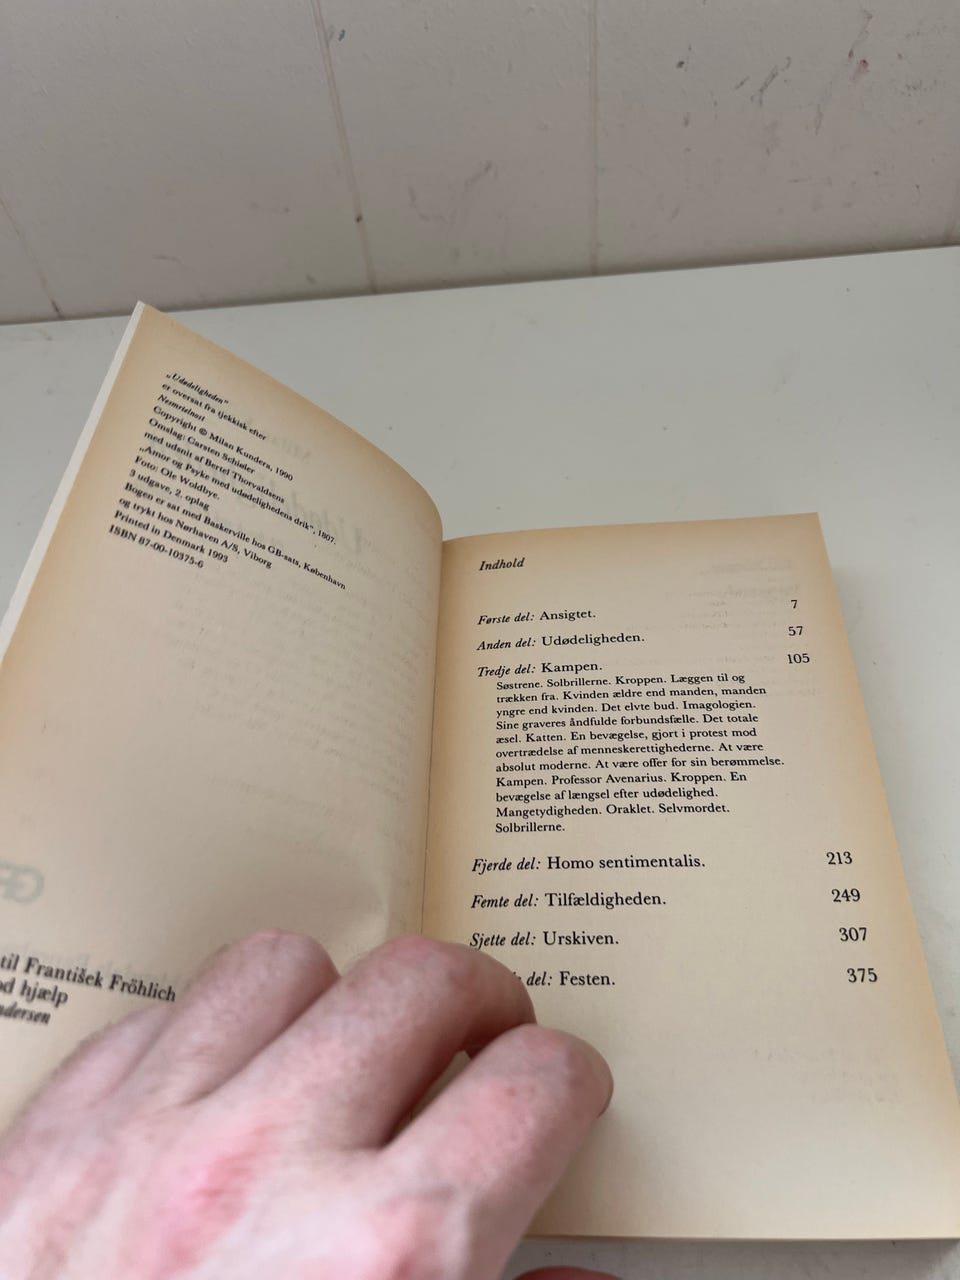 „Udødeligheden”
er oversat fra tjekkisk efter
Nesmrtelnost
Copyright © Milan Kundera, 1990
Omslag: Carsten Schiøler
med udsnit af Bertel Thorvaldsens
„Amor og Psyke med udødelighedens drik”, 1807.
Foto: Ole Woldbye.
3 udgave, 2. oplag
Bogen er sat med Baskerville hos GB-sats, København
og trykt hos Nørhaven A/S, Viborg
Printed in Denmark 1993
ISBN 87-00-10375-6
til František Fröhlich
hjælp
Indhold
Første del: Ansigtet. 7
Anden del: Udødeligheden. 57
Tredje del: Kampen. 105
Søstrene. Solbrillerne. Kroppen. Læggen til og
trækken fra. Kvinden ældre end manden, manden
yngre end kvinden. Det elvte bud. Imagologien.
Sine graveres åndfulde forbundsfælle. Det totale
æsel. Katten. En bevægelse, gjort i protest mod
overtrædelse af menneskerettighederne. At være
absolut moderne. At være offer for sin berømmelse.
Kampen. Professor Avenarius. Kroppen. En
bevægelse af længsel efter udødelighed.
Mangetydigheden. Oraklet. Selvmordet.
Solbrillerne.
Fjerde del: Homo sentimentalis. 213
Femte del: Tilfældigheden. 249
Sjette del: Urskiven. 307
del: Festen. 375